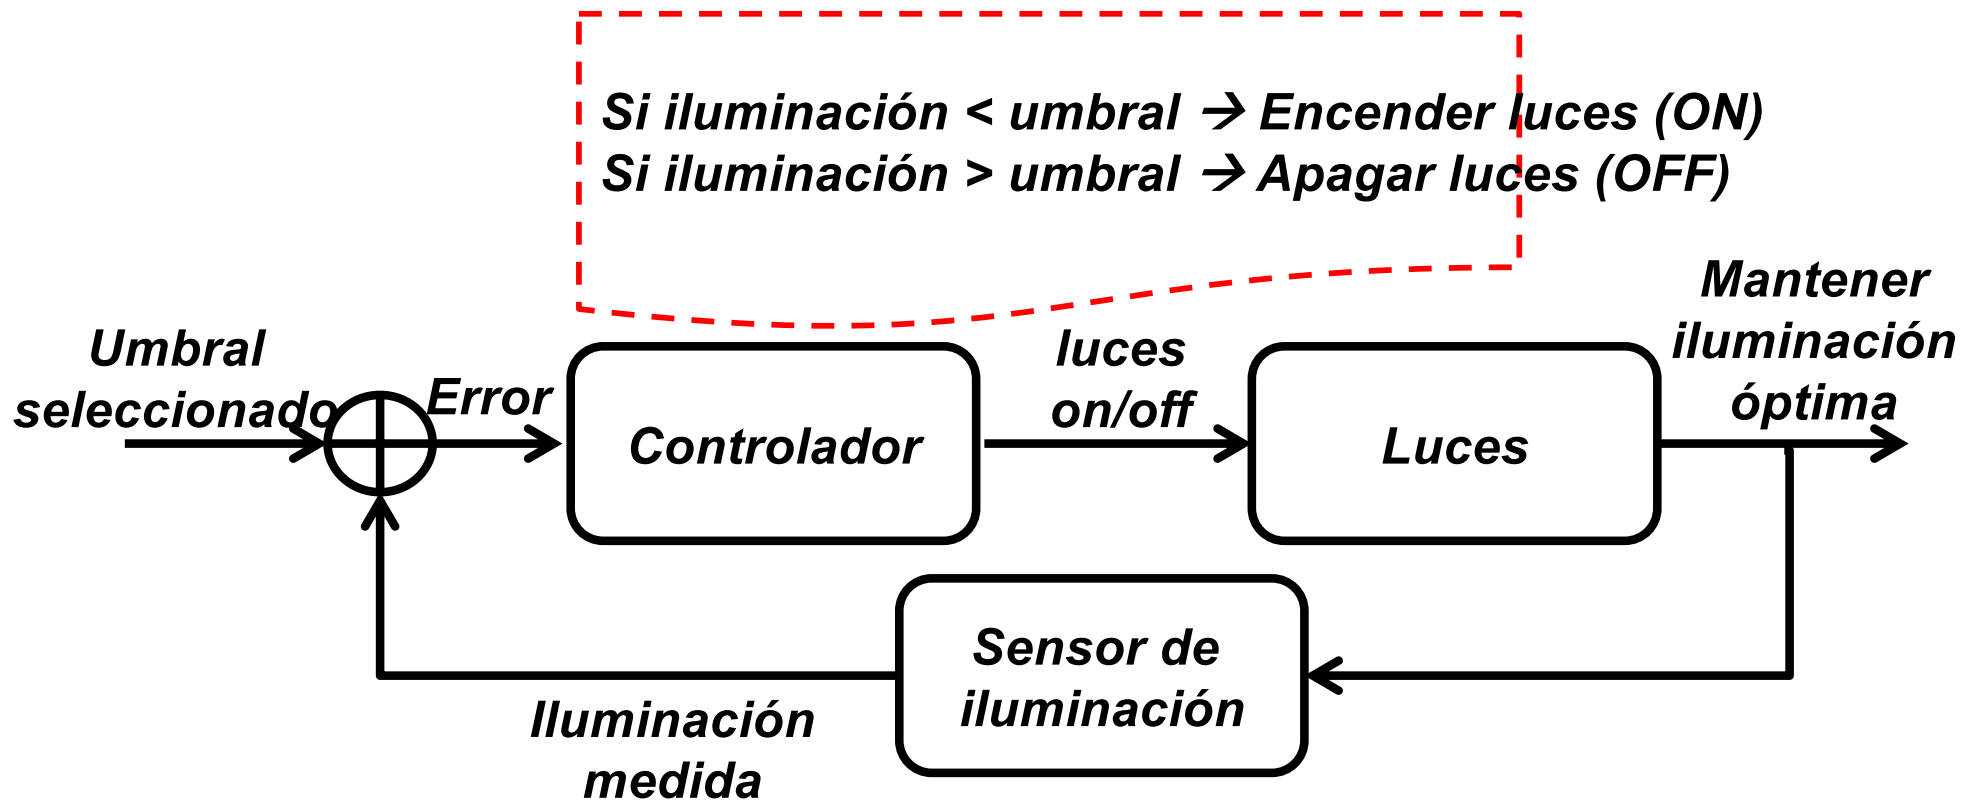 Si iluminación < umbral → Encender luces (ON)
Si iluminación > umbral → Apagar luces (OFF)
Umbral
seleccionado
Error
Controlador
luces
on/off
Luces
Mantener
iluminación
óptima
Sensor de
iluminación
Iluminación
medida